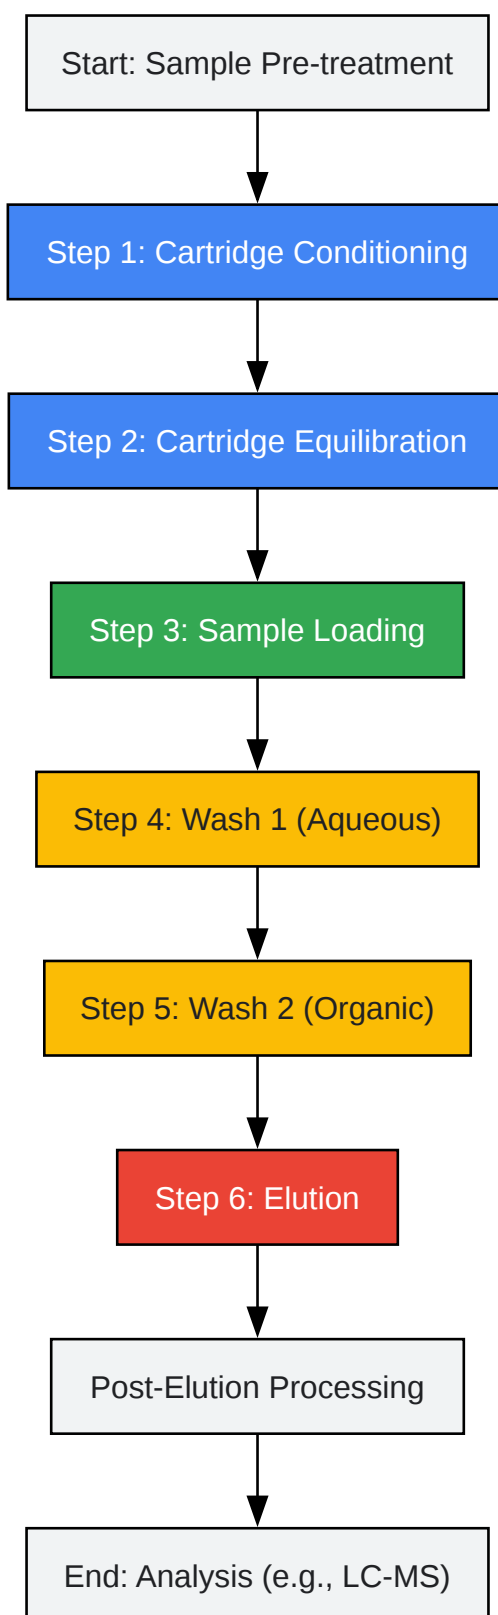 Start: Sample Pre-treatment
Step 1: Cartridge Conditioning
Step 2: Cartridge Equilibration
Step 3: Sample Loading
Step 4: Wash 1 (Aqueous)
Step 5: Wash 2 (Organic)
Step 6: Elution
Post-Elution Processing
End: Analysis (e.g., LC-MS)